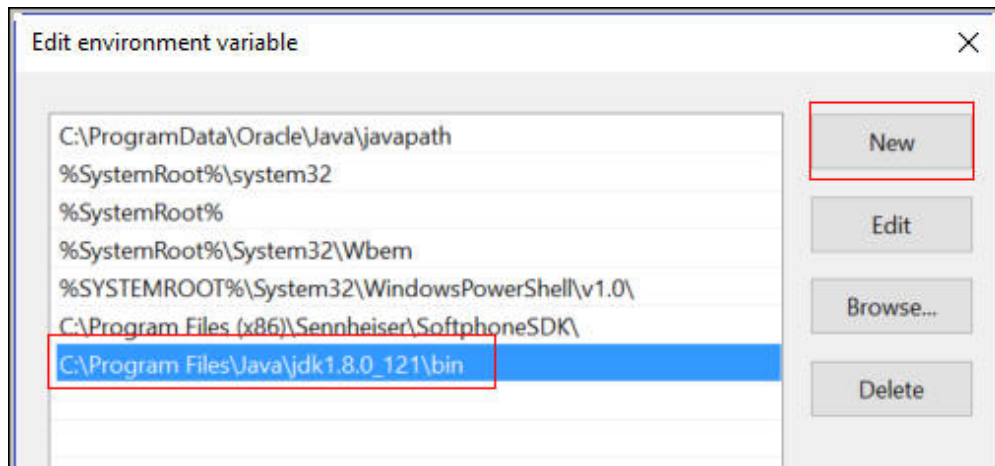 Edit environment variable
C:\ProgramData\Oracle\Java\javapath
%SystemRoot%\system32
%SystemRoot%
%SystemRoot%\System32\Wbem
%SYSTEMROOT%\System32\WindowsPowerShell\v1.0\
C:\Program Files (x86)\Sennheiser\SoftphoneSDK\
C:\Program Files\Java\jdk1.8.0_121\bin
New
Edit
Browse...
Delete